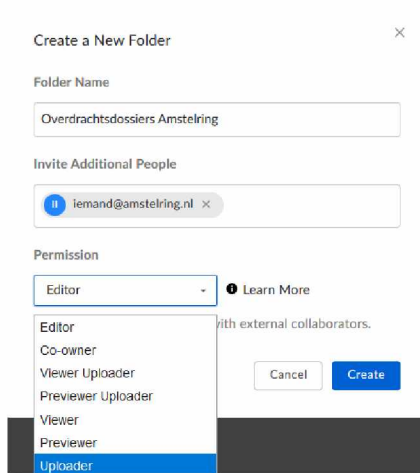 Create a New Folder
Folder Name
Overdrachtsdossiers Amstelring
Invite Additional People
II iemand@amstelring.nl ×
Permission
Editor
Learn More
Editor
with external collaborators.
Co-owner
Viewer Uploader
Previewer Uploader
Cancel
Create
Viewer
Previewer
Uploader